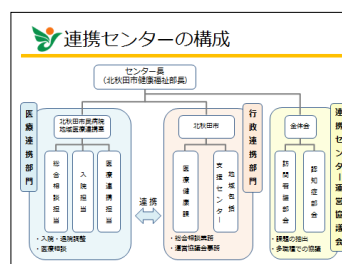 連携センターの構成
センター長
(北秋田市健康福祉部長)
医療連携部門
北秋田市民病院
地域医療連携室
総合相談担当
入院担当
医療連携担当
・入院・退院調整
・医療相談
連携
行政連携部門
北秋田市
医療健康課
地域包括
支援センター
・総合相談業務
・運営協議会事務
連携センター運営協議会
全体会
訪問看護部会
認知症部会
・課題の抽出
・多職種での協議